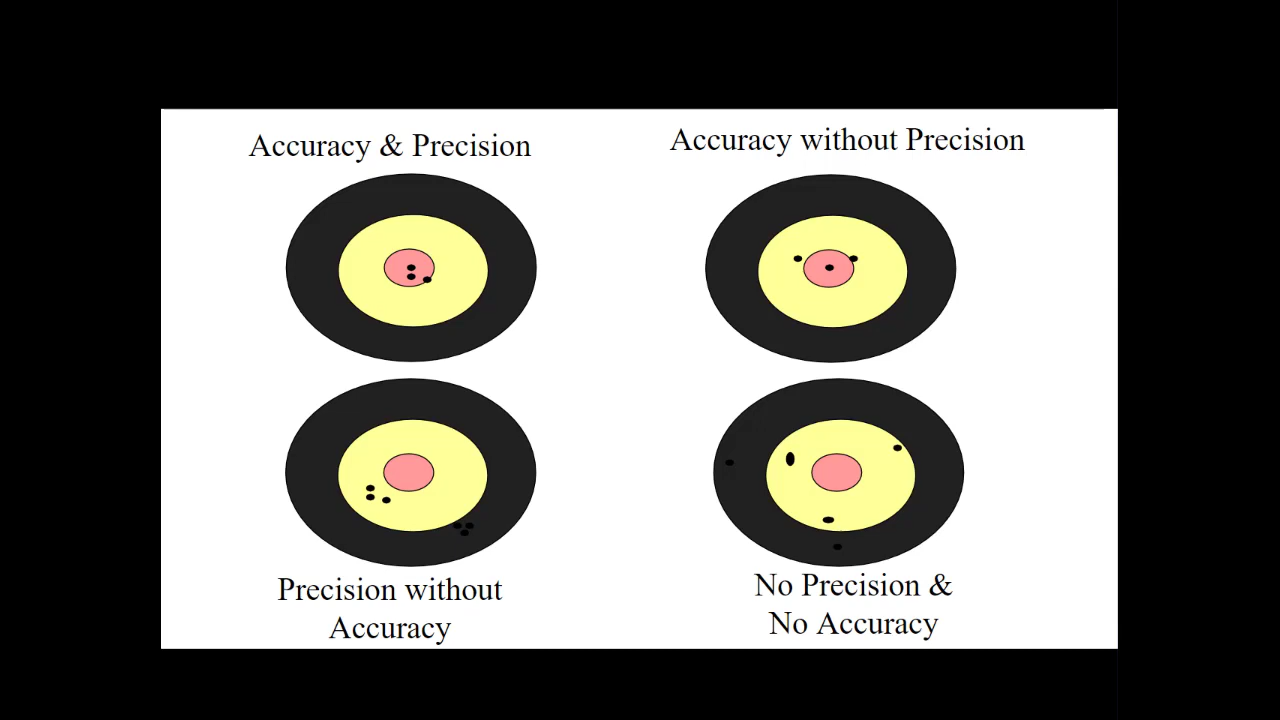 Accuracy & Precision
Accuracy without Precision
Precision without
Accuracy
No Precision &
No Accuracy